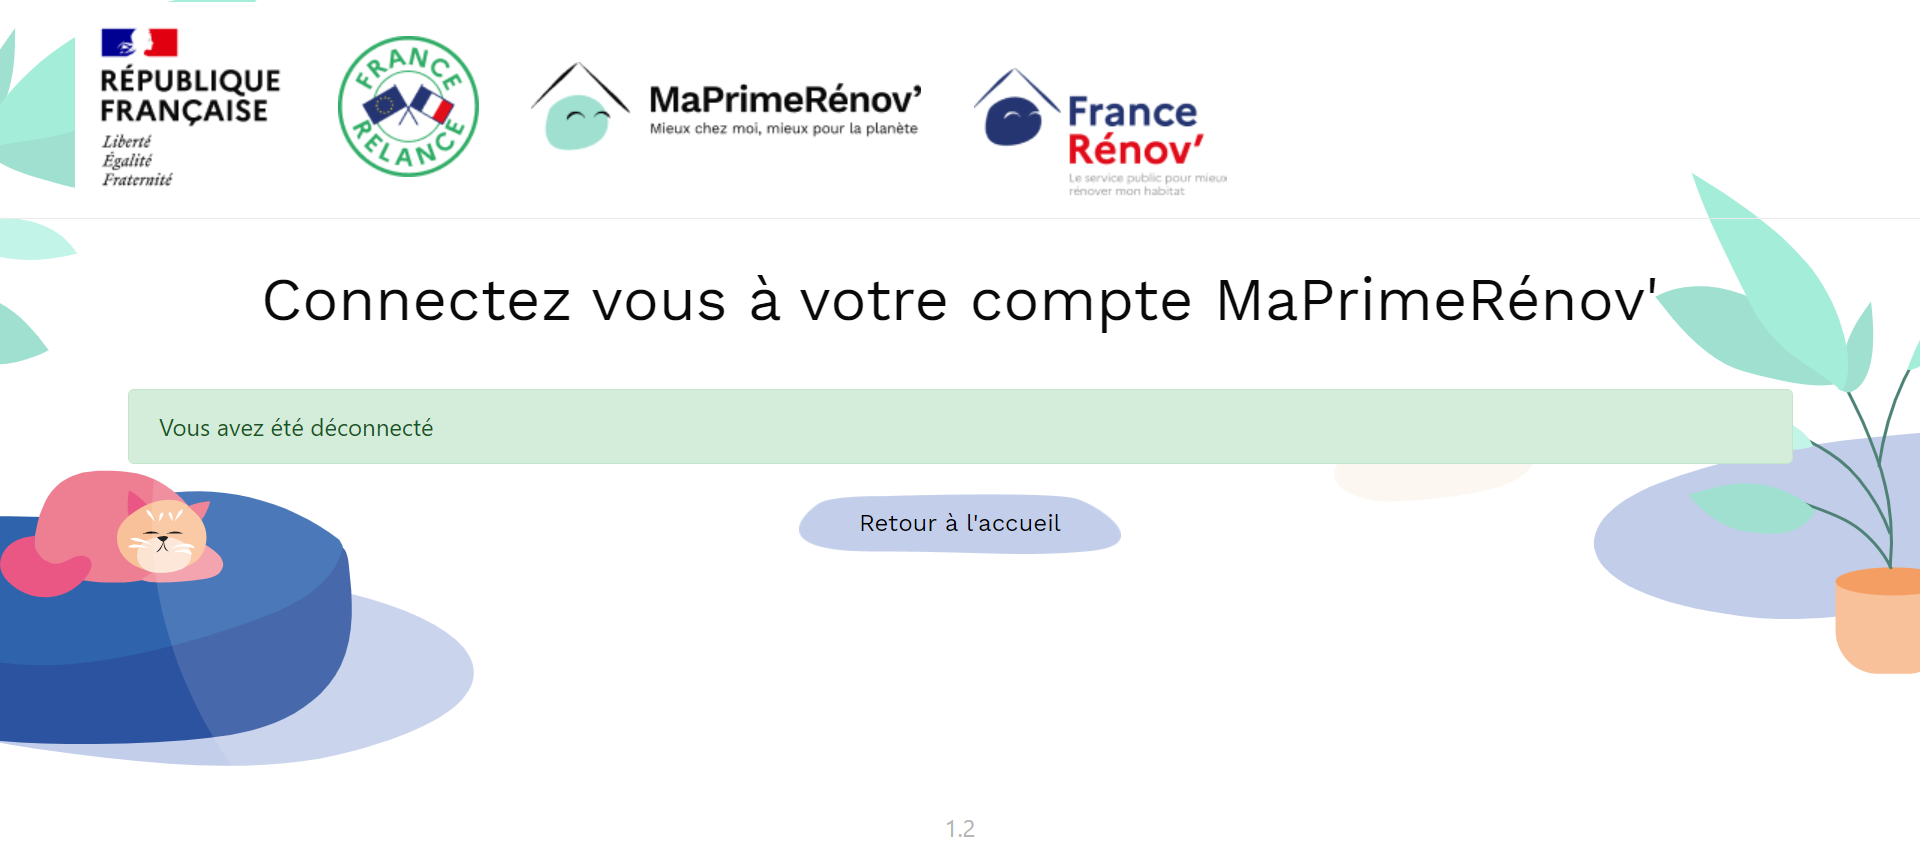 RÉPUBLIQUE
FRANÇAISE
Liberté
Égalité
Fraternité
FRANCE
RELANCE
MaPrimeRénov’
Mieux chez moi, mieux pour la planète
France
Rénov’
Le service public pour mieux
rénover mon habitat
Connectez vous à votre compte MaPrimeRénov'
Vous avez été déconnecté
Retour à l'accueil
1.2